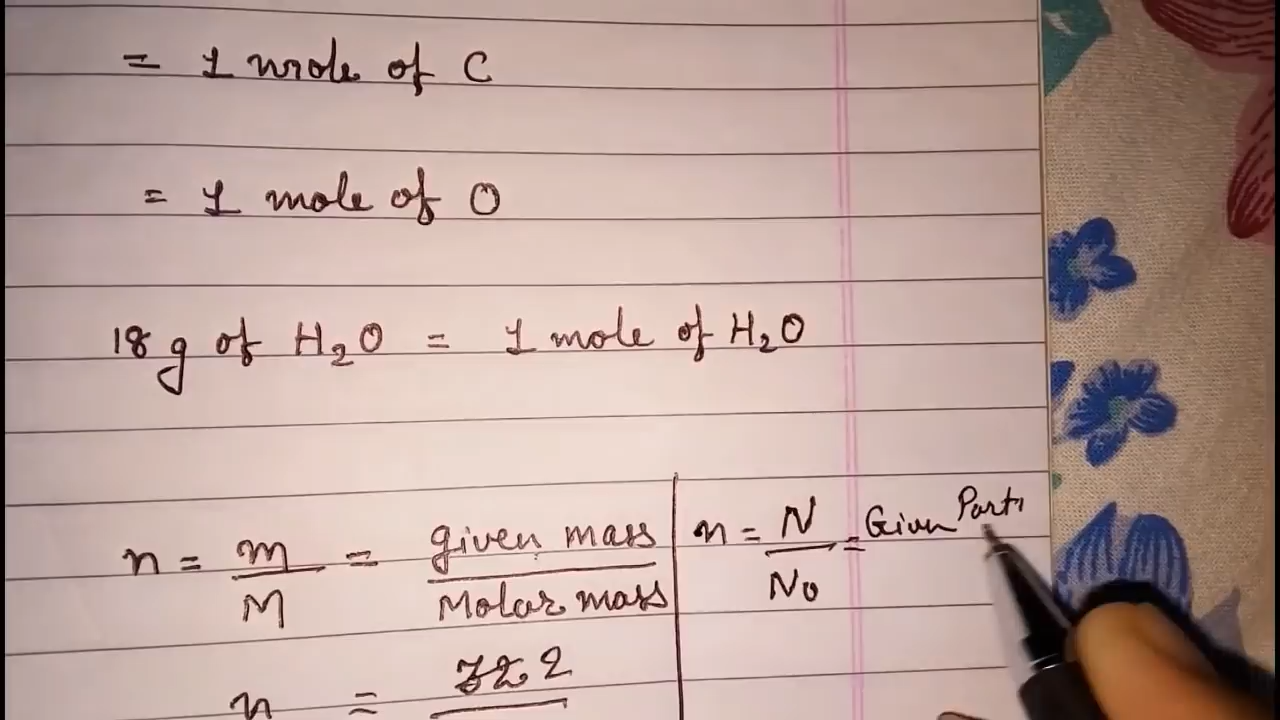 = 1 mole of C
= 1 mole of O
18 g of H₂O = 1 mole of H₂O
n = m/M = given mass/Molar mass | n = N/N₀ = Given Parti
n =